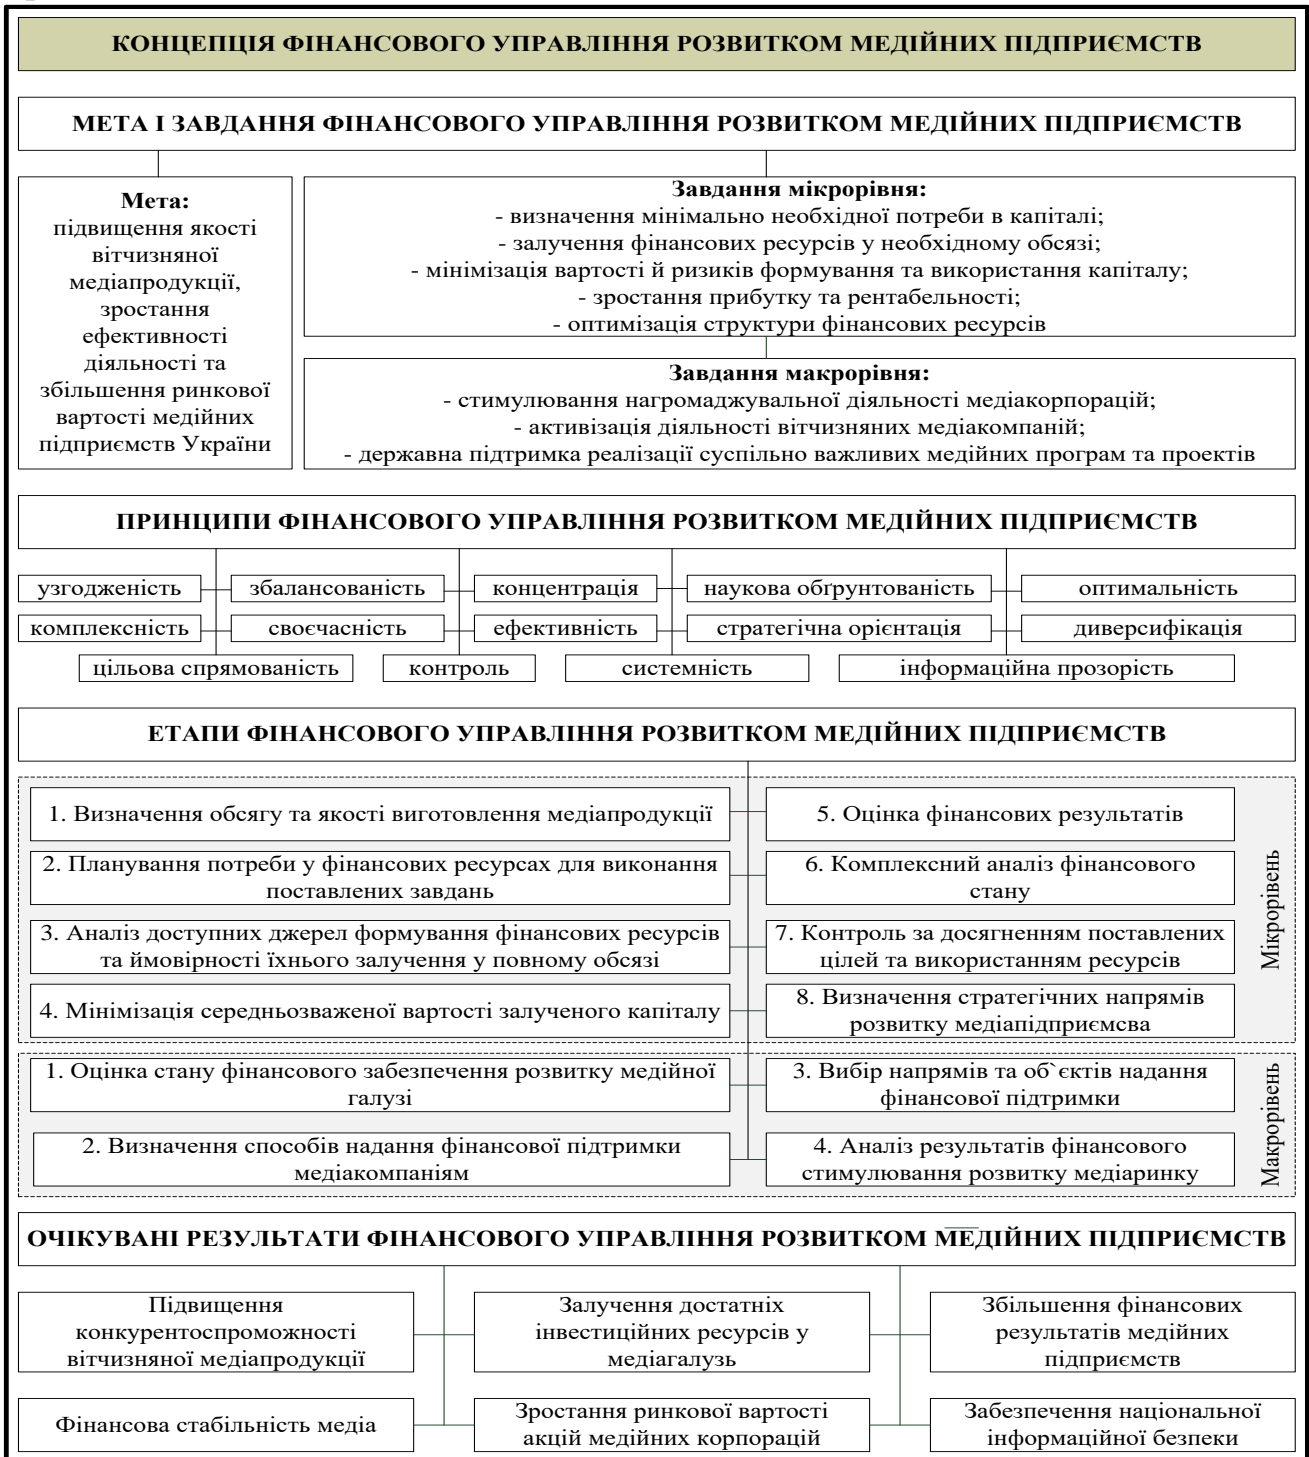 КОНЦЕПЦІЯ ФІНАНСОВОГО УПРАВЛІННЯ РОЗВИТКОМ МЕДІЙНИХ ПІДПРИЄМСТВ
МЕТА І ЗАВДАННЯ ФІНАНСОВОГО УПРАВЛІННЯ РОЗВИТКОМ МЕДІЙНИХ ПІДПРИЄМСТВ
Мета:
підвищення якості
вітчизняної
медіапродукції,
зростання
ефективності
діяльності та
збільшення ринкової
вартості медійних
підприємств України
Завдання мікрорівня:
- визначення мінімально необхідної потреби в капіталі;
- залучення фінансових ресурсів у необхідному обсязі;
- мінімізація вартості й ризиків формування та використання капіталу;
- зростання прибутку та рентабельності;
- оптимізація структури фінансових ресурсів
Завдання макрорівня:
- стимулювання нагромаджувальної діяльності медіакорпорацій;
- активізація діяльності вітчизняних медіакомпаній;
- державна підтримка реалізації суспільно важливих медійних програм та проектів
ПРИНЦИПИ ФІНАНСОВОГО УПРАВЛІННЯ РОЗВИТКОМ МЕДІЙНИХ ПІДПРИЄМСТВ
узгодженість
збалансованість
концентрація
наукова обґрунтованість
оптимальність
комплексність
своєчасність
ефективність
стратегічна орієнтація
диверсифікація
цільова спрямованість
контроль
системність
інформаційна прозорість
ЕТАПИ ФІНАНСОВОГО УПРАВЛІННЯ РОЗВИТКОМ МЕДІЙНИХ ПІДПРИЄМСТВ
1. Визначення обсягу та якості виготовлення медіапродукції
2. Планування потреби у фінансових ресурсах для виконання
поставлених завдань
3. Аналіз доступних джерел формування фінансових ресурсів
та ймовірності їхнього залучення у повному обсязі
4. Мінімізація середньозваженої вартості залученого капіталу
5. Оцінка фінансових результатів
6. Комплексний аналіз фінансового
стану
7. Контроль за досягненням поставлених
цілей та використанням ресурсів
8. Визначення стратегічних напрямів
розвитку медіапідприємсва
Мікрорівень
1. Оцінка стану фінансового забезпечення розвитку медійної
галузі
2. Визначення способів надання фінансової підтримки
медіакомпаніям
3. Вибір напрямів та об`єктів надання
фінансової підтримки
4. Аналіз результатів фінансового
стимулювання розвитку медіаринку
Макрорівень
ОЧІКУВАНІ РЕЗУЛЬТАТИ ФІНАНСОВОГО УПРАВЛІННЯ РОЗВИТКОМ МЕДІЙНИХ ПІДПРИЄМСТВ
Підвищення
конкурентоспроможності
вітчизняної медіапродукції
Залучення достатніх
інвестиційних ресурсів у
медіагалузь
Збільшення фінансових
результатів медійних
підприємств
Фінансова стабільність медіа
Зростання ринкової вартості
акцій медійних корпорацій
Забезпечення національної
інформаційної безпеки